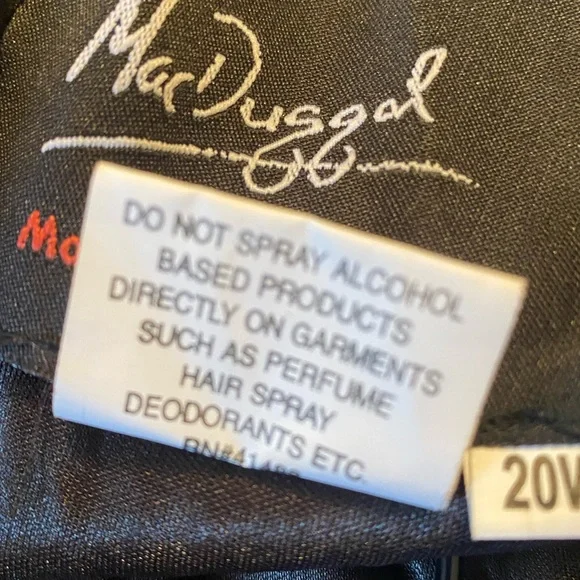 MacDuggal
DO NOT SPRAY ALCOHOL
BASED PRODUCTS
DIRECTLY ON GARMENTS
SUCH AS PERFUME
HAIR SPRAY
DEODORANTS ETC.
20W